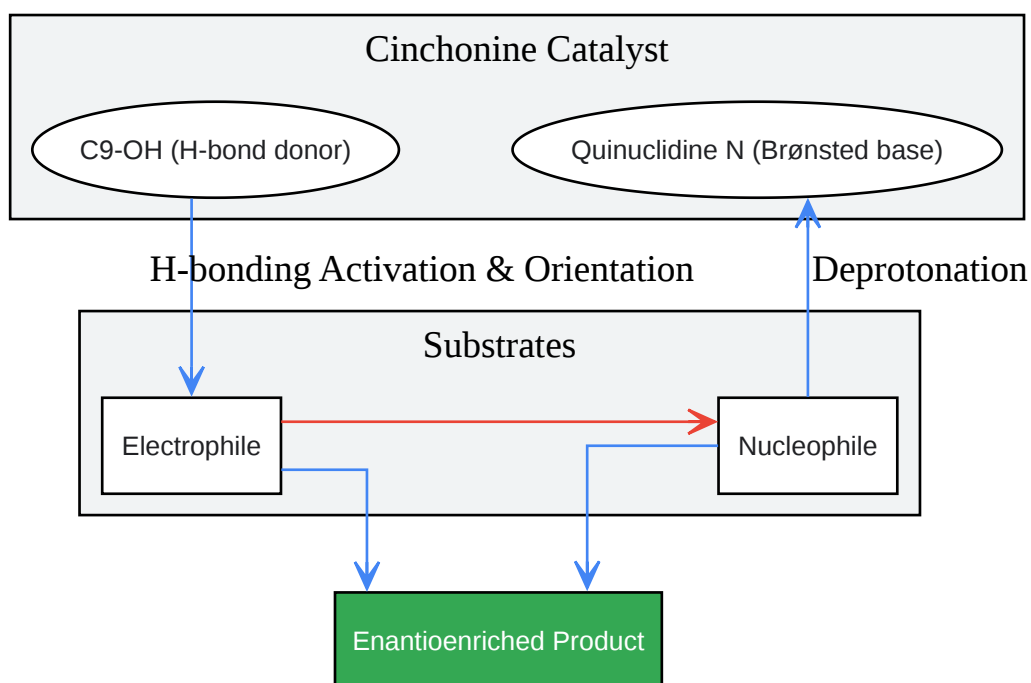 Cinchonine Catalyst
C9-OH (H-bond donor)
Quinuclidine N (Brønsted base)
H-bonding Activation & Orientation
Deprotonation
Substrates
Electrophile
Nucleophile
Enantioenriched Product